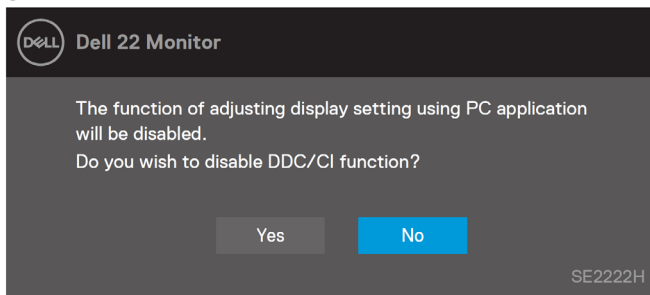 DELL
Dell 22 Monitor
The function of adjusting display setting using PC application
will be disabled.
Do you wish to disable DDC/CI function?
Yes
No
SE2222H